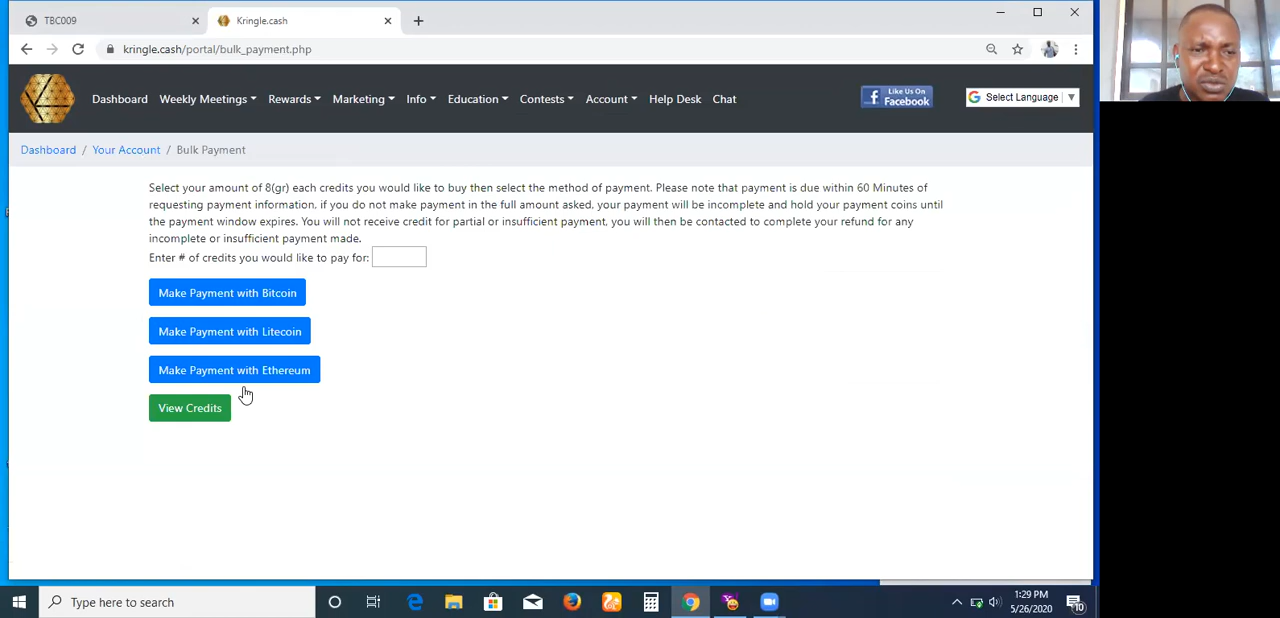 TBC009
Kringle.cash
kringle.cash/portal/bulk_payment.php
Dashboard Weekly Meetings Rewards Marketing Info Education Contests Account Help Desk Chat
Like Us On
Facebook
Select Language
Dashboard / Your Account / Bulk Payment
Select your amount of 8(gr) each credits you would like to buy then select the method of payment. Please note that payment is due within 60 Minutes of
requesting payment information, if you do not make payment in the full amount asked, your payment will be incomplete and hold your payment coins until
the payment window expires. You will not receive credit for partial or insufficient payment, you will then be contacted to complete your refund for any
incomplete or insufficient payment made.
Enter # of credits you would like to pay for:
Make Payment with Bitcoin
Make Payment with Litecoin
Make Payment with Ethereum
View Credits
Type here to search
1:29 PM
5/26/2020
10